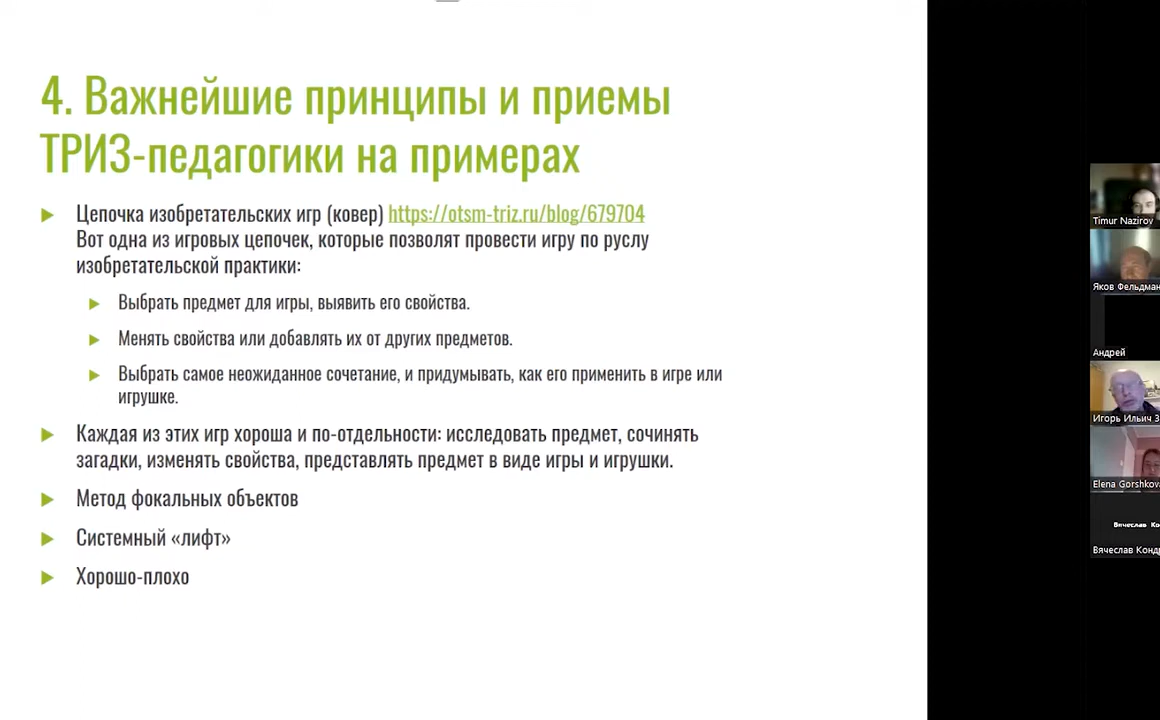 4. Важнейшие принципы и приемы
ТРИЗ-педагогики на примерах
Цепочка изобретательских игр (ковер) https://otsm-triz.ru/blog/679704
Вот одна из игровых цепочек, которые позволят провести игру по руслу
изобретательской практики:
Выбрать предмет для игры, выявить его свойства.
Менять свойства или добавлять их от других предметов.
Выбрать самое неожиданное сочетание, и придумывать, как его применить в игре или
игрушке.
Каждая из этих игр хороша и по-отдельности: исследовать предмет, сочинять
загадки, изменять свойства, представлять предмет в виде игры и игрушки.
Метод фокальных объектов
Системный «лифт»
Хорошо-плохо
Timur Nazirov
Яков Фельдман
Андрей
Игорь Ильич З
Elena Gorshkova
Вячеслав Ко
Вячеслав Конд